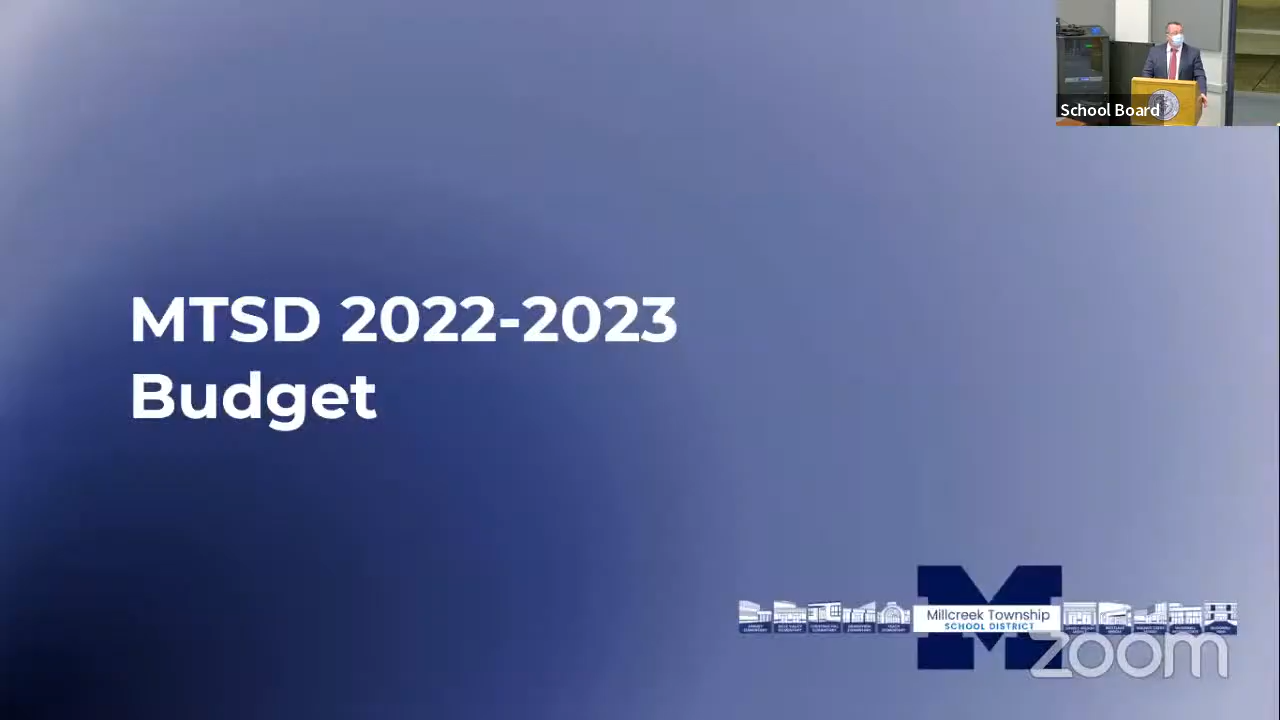 School Board
MTSD 2022-2023
Budget
Millcreek Township
SCHOOL DISTRICT
zoom